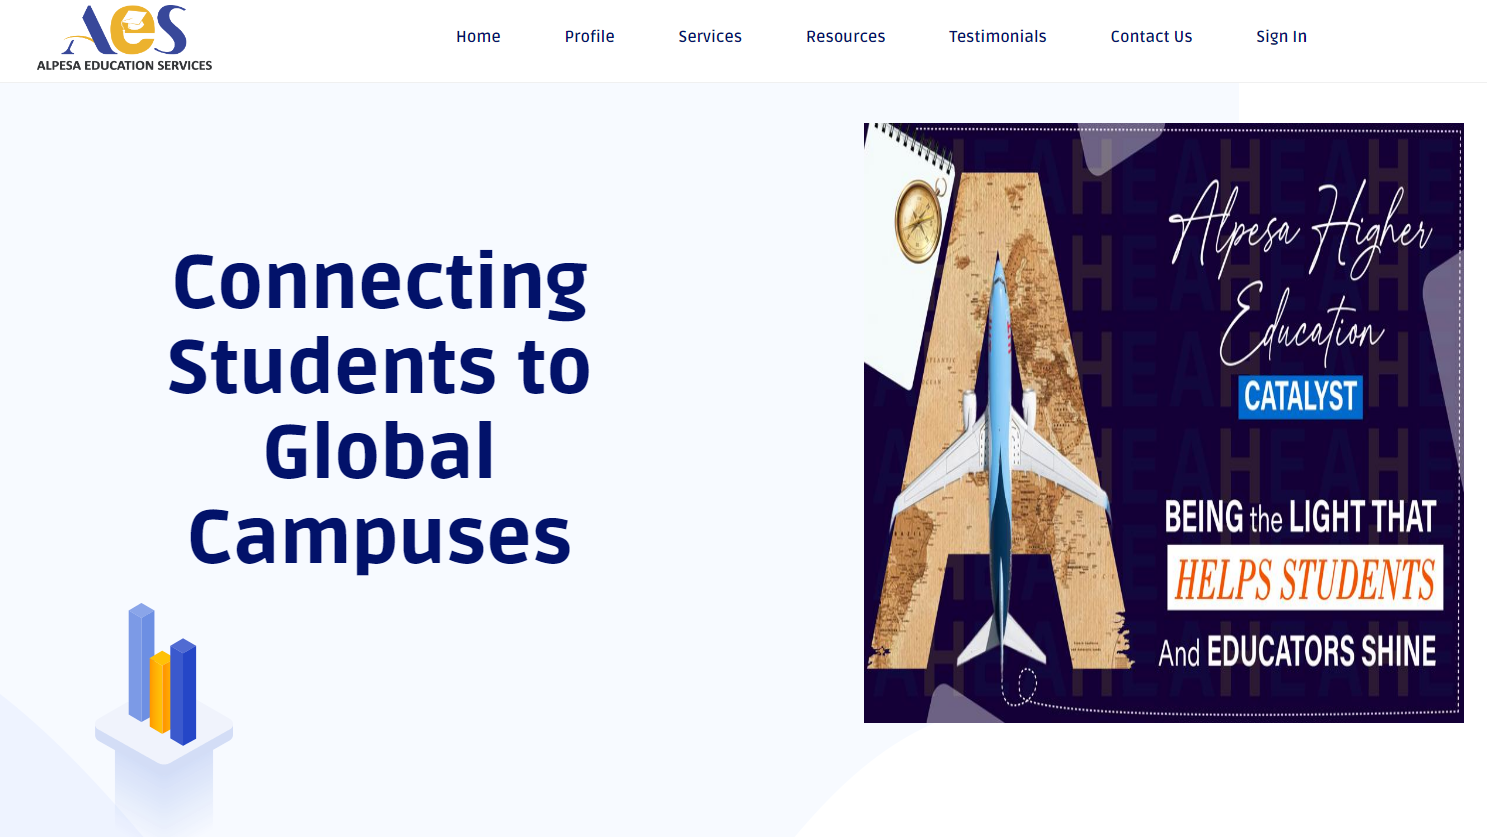 AeS
ALPESA EDUCATION SERVICES
Home
Profile
Services
Resources
Testimonials
Contact Us
Sign In
Connecting
Students to
Global
Campuses
Alpesa Higher
Education
CATALYST
BEING the LIGHT THAT
HELPS STUDENTS
And EDUCATORS SHINE